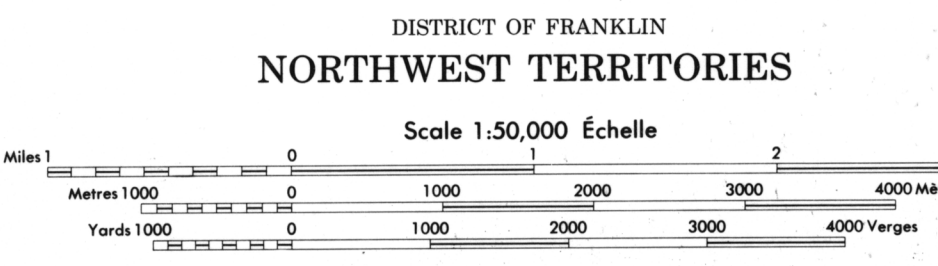 DISTRICT OF FRANKLIN
NORTHWEST TERRITORIES
Scale 1:50,000 Échelle
Miles 1 0 1 2
Metres 1000 0 1000 2000 3000 4000 Mè
Yards 1000 0 1000 2000 3000 4000 Verges